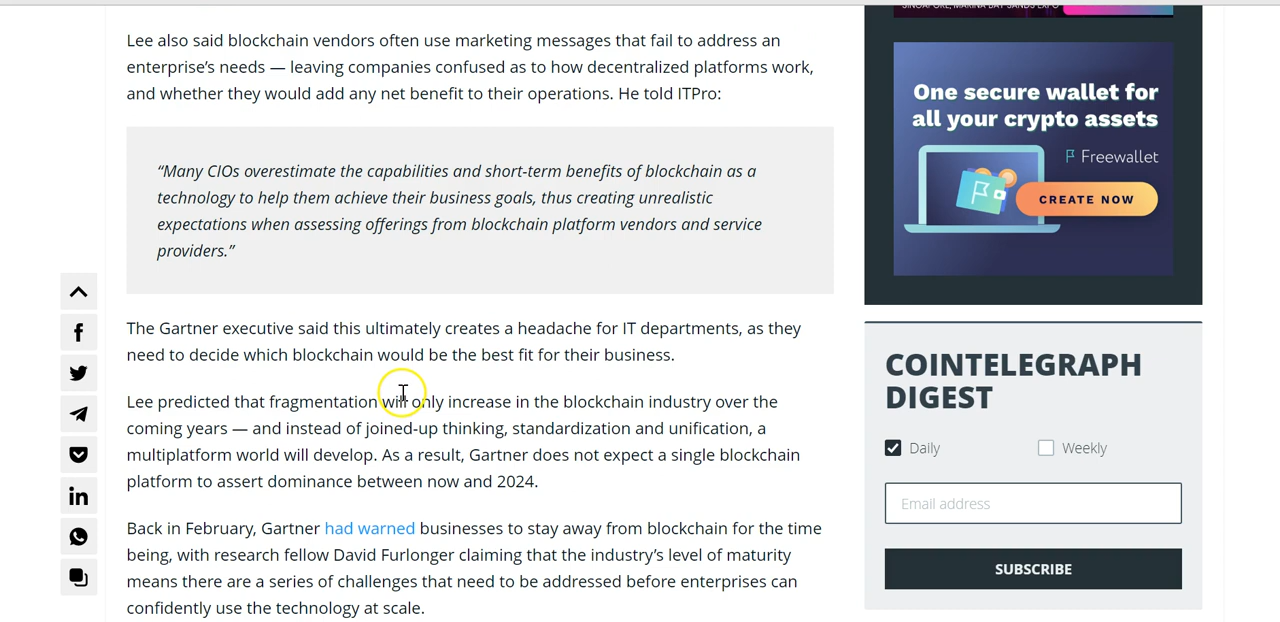 SINGAPORE, MARINA BAY SANDS EXPO
Lee also said blockchain vendors often use marketing messages that fail to address an
enterprise’s needs — leaving companies confused as to how decentralized platforms work,
and whether they would add any net benefit to their operations. He told ITPro:
“Many CIOs overestimate the capabilities and short-term benefits of blockchain as a
technology to help them achieve their business goals, thus creating unrealistic
expectations when assessing offerings from blockchain platform vendors and service
providers.”
The Gartner executive said this ultimately creates a headache for IT departments, as they
need to decide which blockchain would be the best fit for their business.
Lee predicted that fragmentation will only increase in the blockchain industry over the
coming years — and instead of joined-up thinking, standardization and unification, a
multiplatform world will develop. As a result, Gartner does not expect a single blockchain
platform to assert dominance between now and 2024.
Back in February, Gartner had warned businesses to stay away from blockchain for the time
being, with research fellow David Furlonger claiming that the industry’s level of maturity
means there are a series of challenges that need to be addressed before enterprises can
confidently use the technology at scale.
One secure wallet for
all your crypto assets
Freewallet
CREATE NOW
COINTELEGRAPH
DIGEST
Daily
Weekly
Email address
SUBSCRIBE